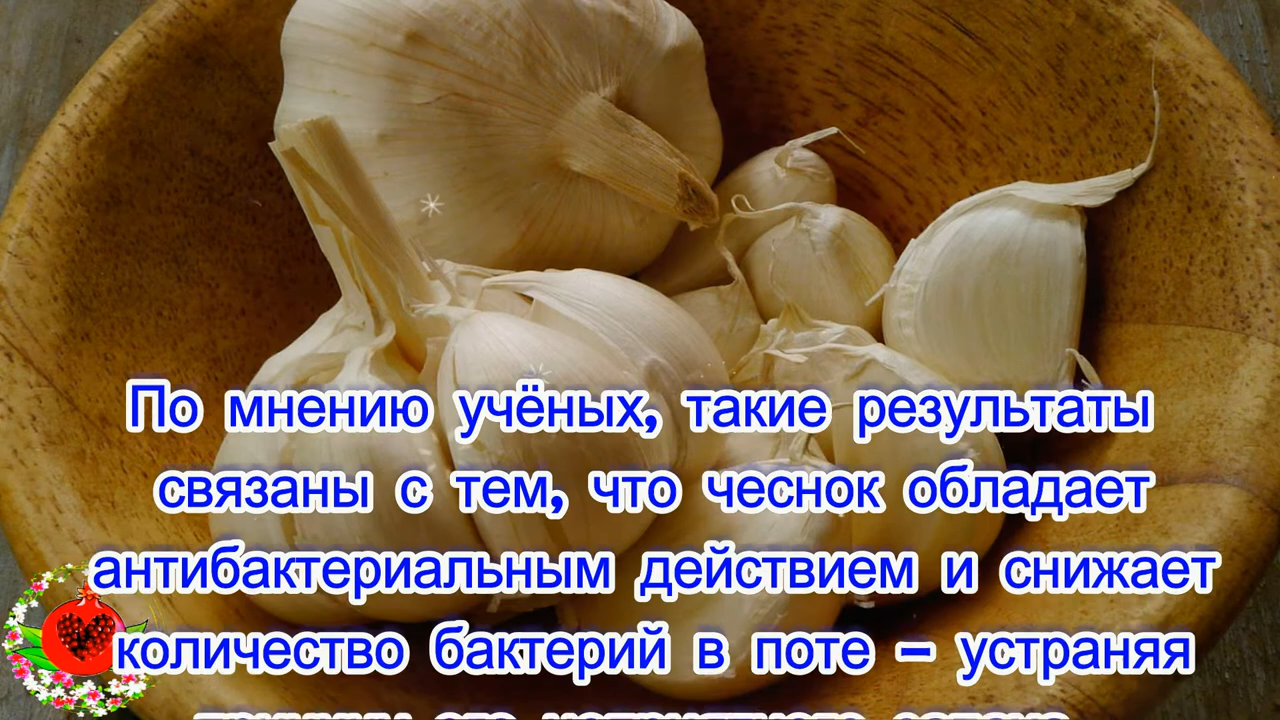 По мнению учёных, такие результаты
связаны с тем, что чеснок обладает
антибактериальным действием и снижает
количество бактерий в поте – устраняя